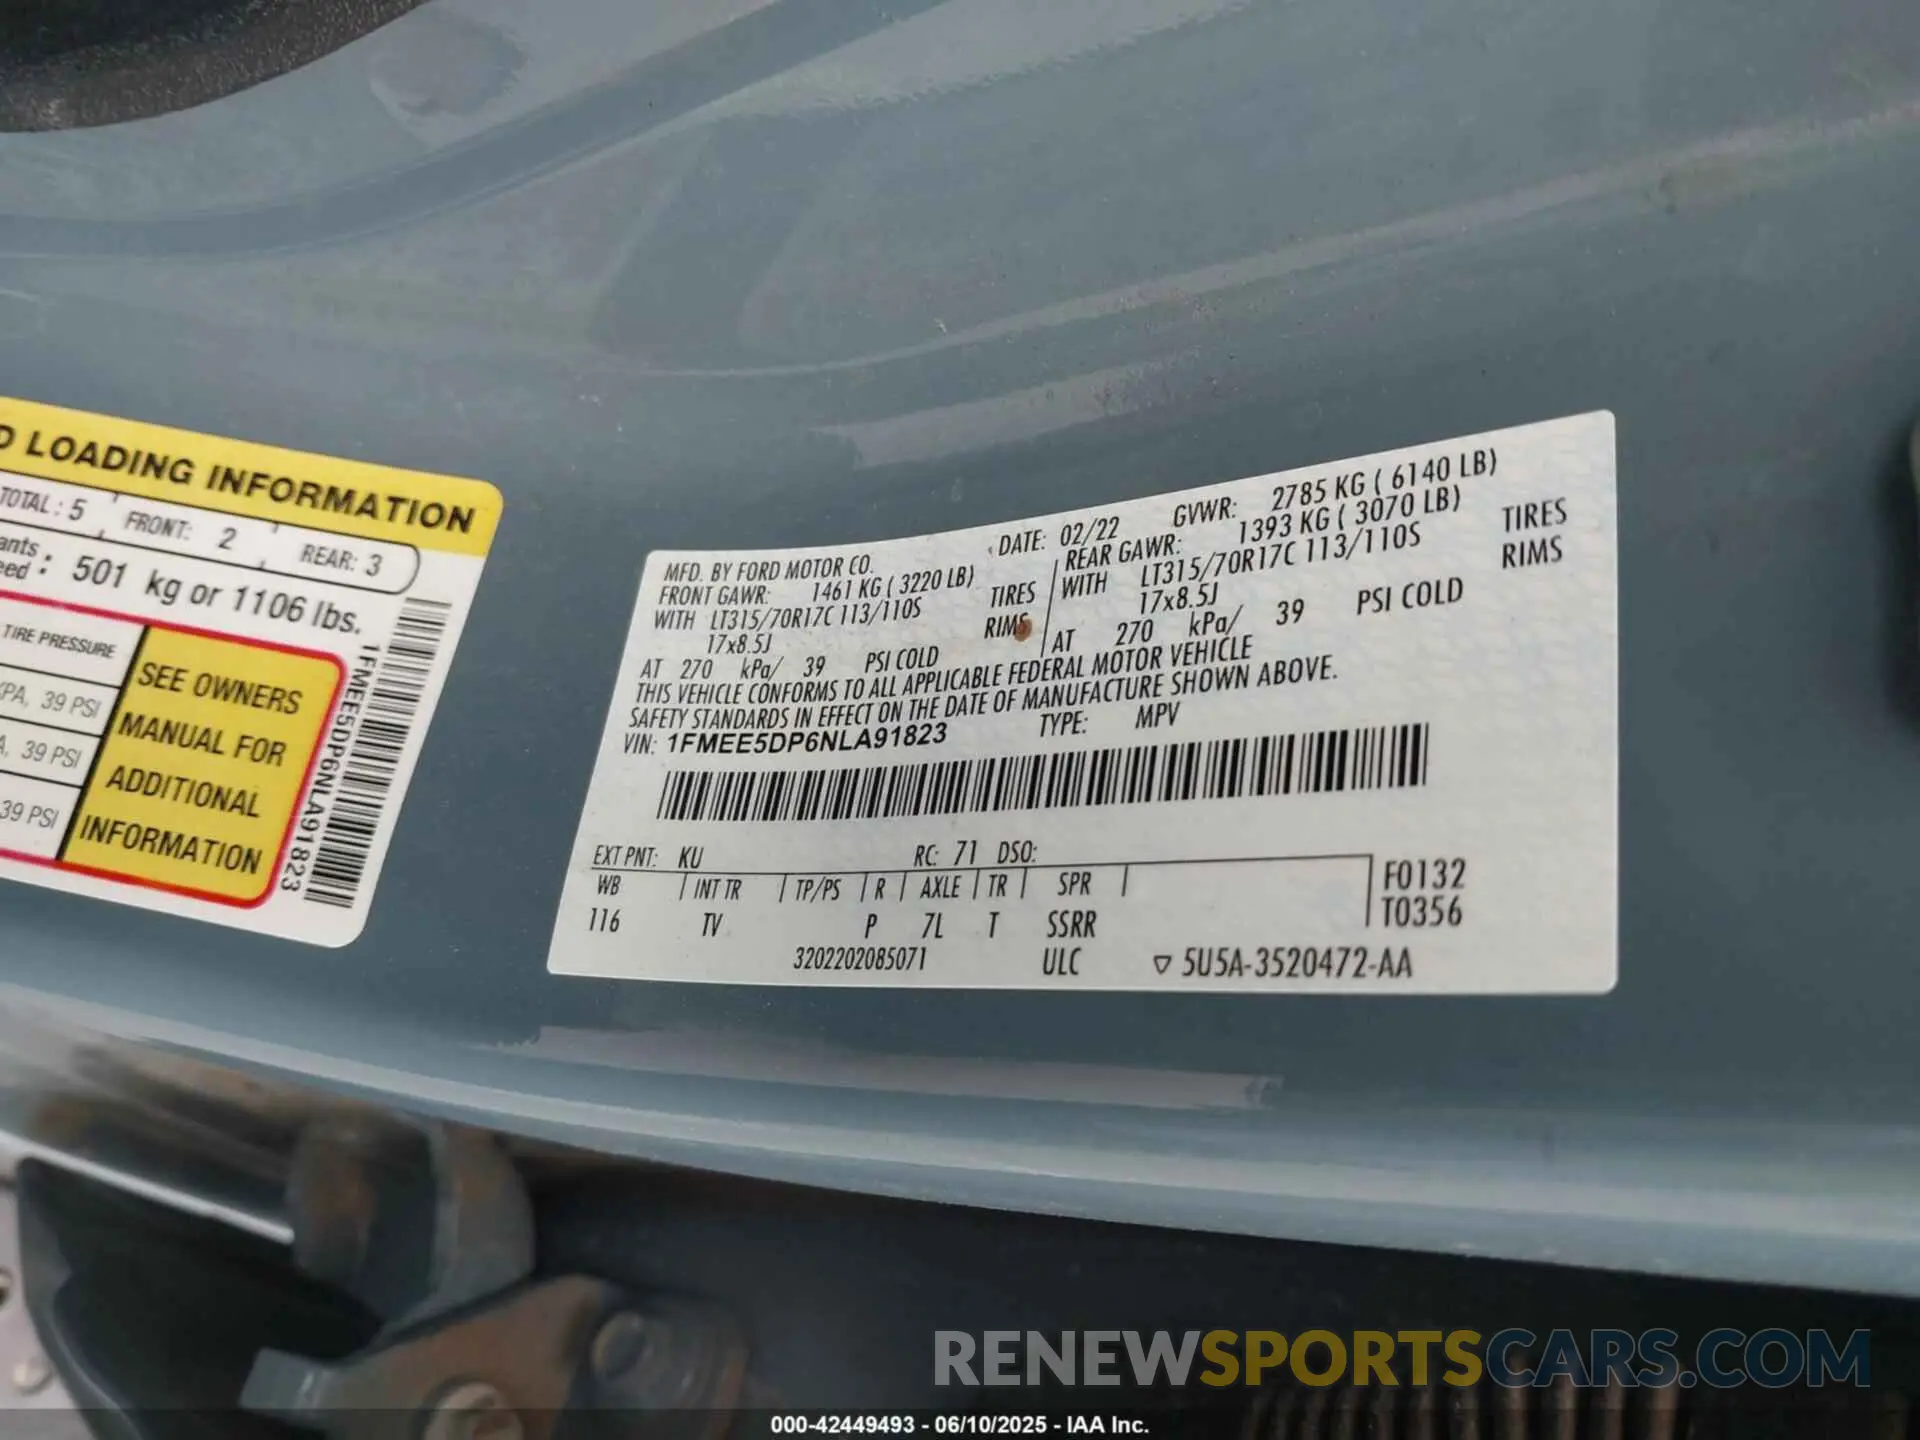 D LOADING INFORMATION
TOTAL: 5 FRONT: 2 REAR: 3
ants
eed : 501 kg or 1106 lbs.
TIRE PRESSURE
KPA, 39 PSI
A, 39 PSI
39 PSI
SEE OWNERS
MANUAL FOR
ADDITIONAL
INFORMATION
1FMEE5DP6NLA91823
MFD. BY FORD MOTOR CO. DATE: 02/22 GVWR: 2785 KG ( 6140 LB)
FRONT GAWR: 1461 KG ( 3220 LB) REAR GAWR: 1393 KG ( 3070 LB)
WITH LT315/70R17C 113/110S TIRES WITH LT315/70R17C 113/110S TIRES
17x8.5J RIMS 17x8.5J RIMS
AT 270 kPa/ 39 PSI COLD AT 270 kPa/ 39 PSI COLD
THIS VEHICLE CONFORMS TO ALL APPLICABLE FEDERAL MOTOR VEHICLE
SAFETY STANDARDS IN EFFECT ON THE DATE OF MANUFACTURE SHOWN ABOVE.
VIN: 1FMEE5DP6NLA91823 TYPE: MPV
EXT PNT: KU RC: 71 DSO:
WB INT TR TP/PS R AXLE TR SPR F0132
116 TV P 7L T SSRR T0356
3202202085071 ULC ▽ 5U5A-3520472-AA
RENEWSPORTSCARS.COM
000-42449493 - 06/10/2025 - IAA Inc.